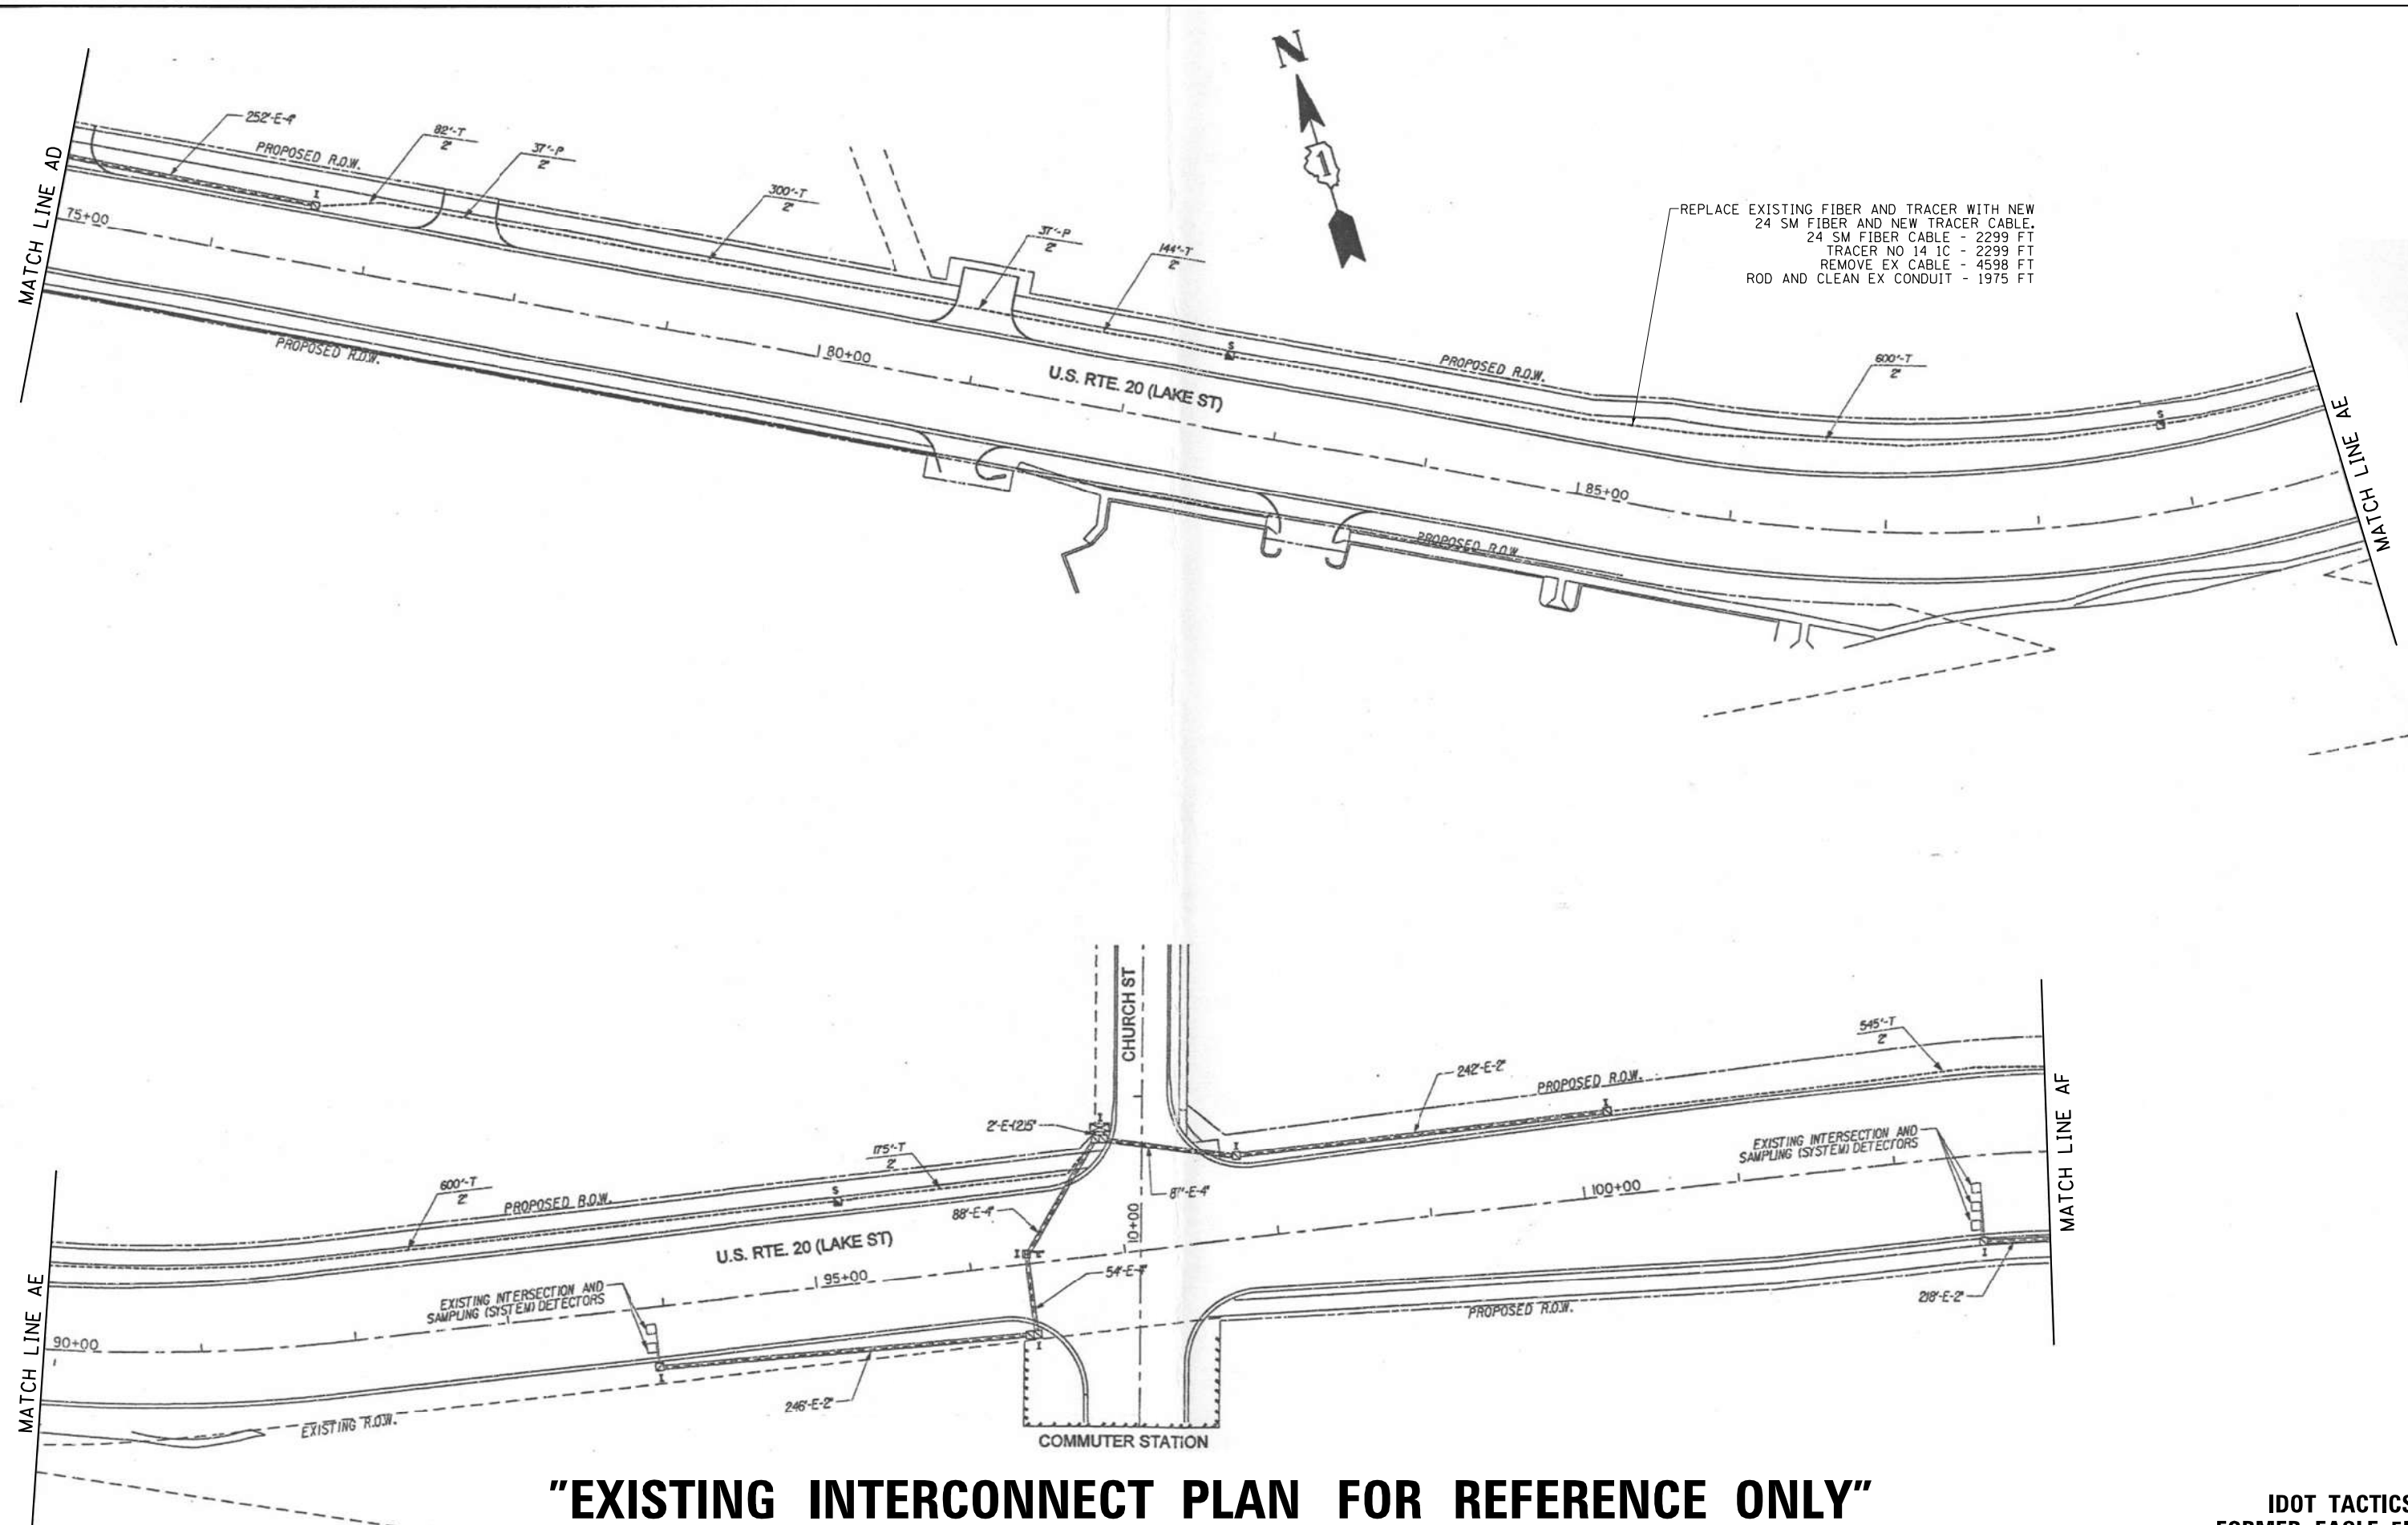 N
1
MATCH LINE AD
252'-E-4"
82'-T
2"
37'-P
2"
PROPOSED R.O.W.
I
300'-T
2"
37'-P
2"
144'-T
2"
REPLACE EXISTING FIBER AND TRACER WITH NEW
24 SM FIBER AND NEW TRACER CABLE.
24 SM FIBER CABLE - 2299 FT
TRACER NO 14 1C - 2299 FT
REMOVE EX CABLE - 4598 FT
ROD AND CLEAN EX CONDUIT - 1975 FT
75+00
S
PROPOSED R.O.W.
600'-T
2"
S
PROPOSED R.O.W.
80+00
U.S. RTE. 20 (LAKE ST)
85+00
PROPOSED R.O.W.
MATCH LINE AE
CHURCH ST
545'-T
2"
242'-E-2"
PROPOSED R.O.W.
I
I
I
2'-E-(2)5"
175'-T
2"
87'-E-4"
EXISTING INTERSECTION AND
SAMPLING (SYSTEM) DETECTORS
MATCH LINE AF
600'-T
2"
PROPOSED R.O.W.
S
88'-E-4"
10+00
100+00
U.S. RTE. 20 (LAKE ST)
I
54'-E-4"
I
218'-E-2"
EXISTING INTERSECTION AND
SAMPLING (SYSTEM) DETECTORS
95+00
PROPOSED R.O.W.
90+00
MATCH LINE AE
I
I
246'-E-2"
EXISTING R.O.W.
COMMUTER STATION
"EXISTING INTERCONNECT PLAN FOR REFERENCE ONLY"
IDOT TACTICS